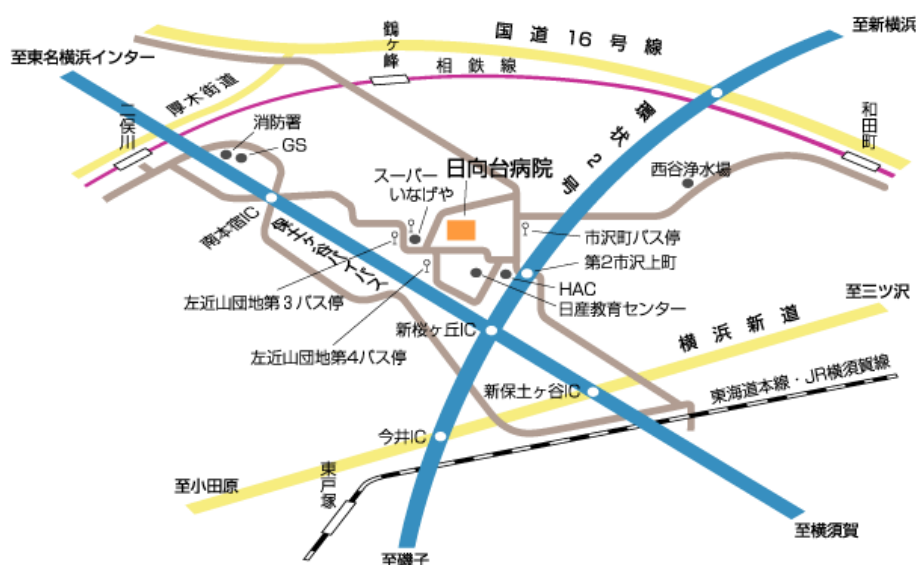 至新横浜
国道16号線
鶴ヶ峰
至東名横浜インター
相鉄線
厚木街道
環状2号
和田町
二俣川
消防署
GS
西谷浄水場
日向台病院
スーパー
いなげや
南本宿IC
保土ヶ谷バイパス
市沢町バス停
第2市沢上町
HAC
日産教育センター
左近山団地第3バス停
至三ツ沢
横浜新道
新桜ヶ丘IC
左近山団地第4バス停
新保土ヶ谷IC
東海道本線・JR横須賀線
今井IC
東戸塚
至小田原
至横須賀
至磯子